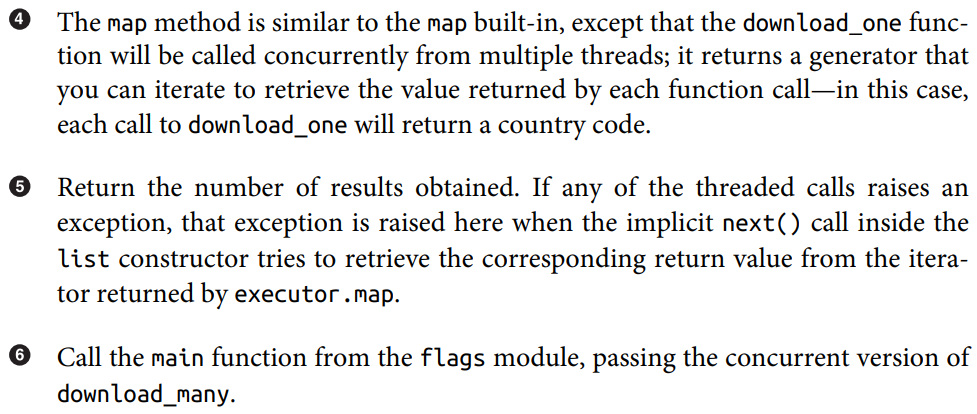 ❹ The map method is similar to the map built-in, except that the download_one func-
tion will be called concurrently from multiple threads; it returns a generator that
you can iterate to retrieve the value returned by each function call—in this case,
each call to download_one will return a country code.
❺ Return the number of results obtained. If any of the threaded calls raises an
exception, that exception is raised here when the implicit next() call inside the
list constructor tries to retrieve the corresponding return value from the itera-
tor returned by executor.map.
❻ Call the main function from the flags module, passing the concurrent version of
download_many.